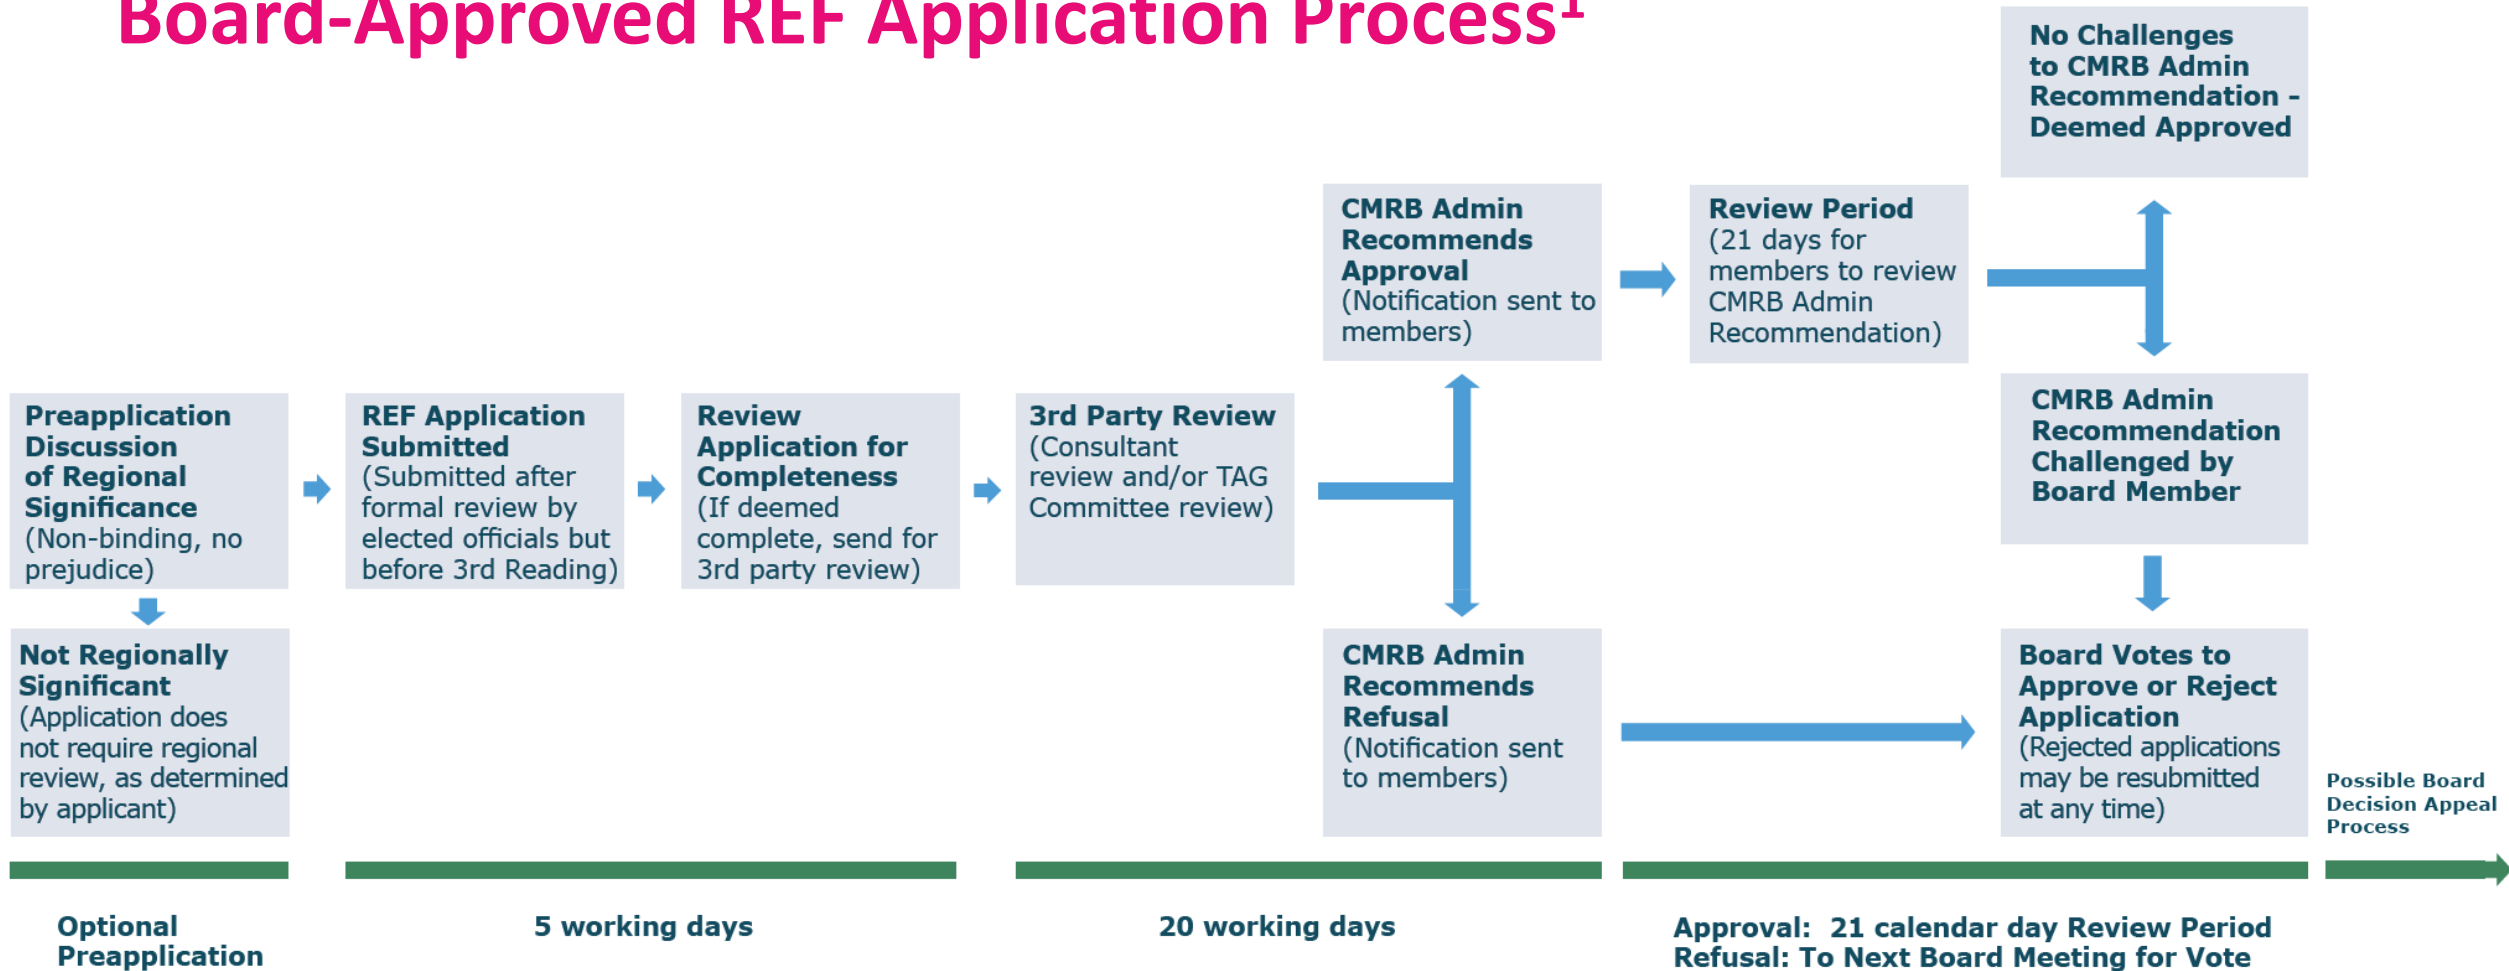 Board-Approved REF Application Process¹
No Challenges
to CMRB Admin
Recommendation -
Deemed Approved
CMRB Admin
Recommends
Approval
(Notification sent to
members)
Review Period
(21 days for
members to review
CMRB Admin
Recommendation)
Preapplication
Discussion
of Regional
Significance
(Non-binding, no
prejudice)
REF Application
Submitted
(Submitted after
formal review by
elected officials but
before 3rd Reading)
Review
Application for
Completeness
(If deemed
complete, send for
3rd party review)
3rd Party Review
(Consultant
review and/or TAG
Committee review)
CMRB Admin
Recommendation
Challenged by
Board Member
Not Regionally
Significant
(Application does
not require regional
review, as determined
by applicant)
CMRB Admin
Recommends
Refusal
(Notification sent
to members)
Board Votes to
Approve or Reject
Application
(Rejected applications
may be resubmitted
at any time)
Possible Board
Decision Appeal
Process
Optional
Preapplication
5 working days
20 working days
Approval:  21 calendar day Review Period
Refusal: To Next Board Meeting for Vote